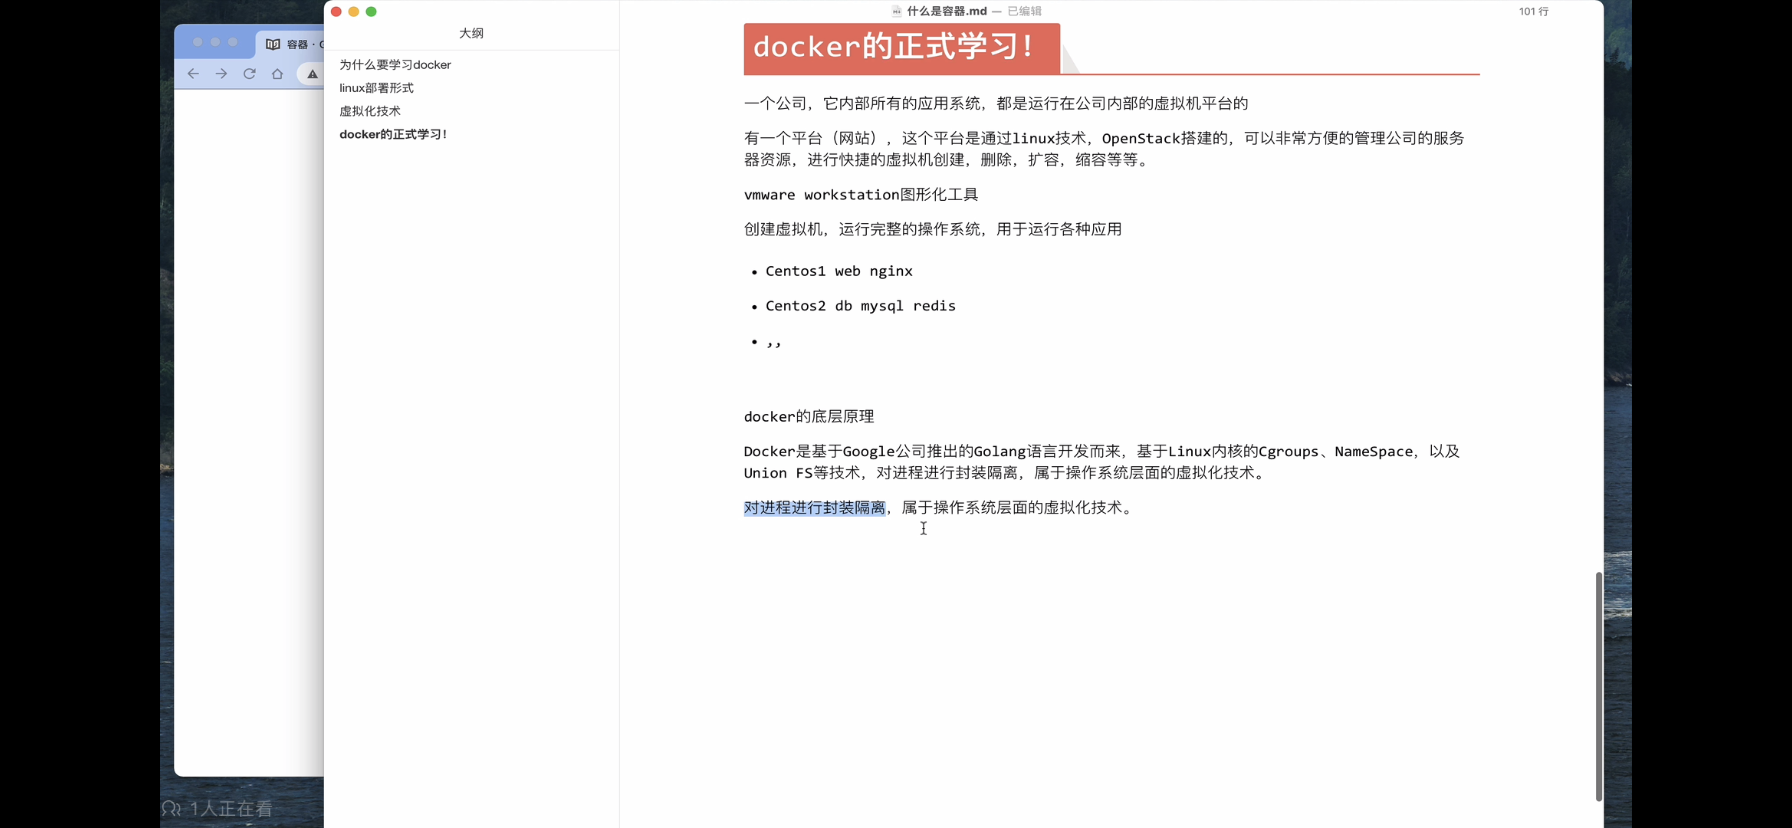 什么是容器.md — 已编辑
101 行
容器 · G
大纲
为什么要学习docker
linux部署形式
虚拟化技术
docker的正式学习！
docker的正式学习！
一个公司，它内部所有的应用系统，都是运行在公司内部的虚拟机平台的
有一个平台（网站），这个平台是通过linux技术，OpenStack搭建的，可以非常方便的管理公司的服务
器资源，进行快捷的虚拟机创建，删除，扩容，缩容等等。
vmware workstation图形化工具
创建虚拟机，运行完整的操作系统，用于运行各种应用
• Centos1 web nginx
• Centos2 db mysql redis
• ，，
docker的底层原理
Docker是基于Google公司推出的Golang语言开发而来，基于Linux内核的Cgroups、NameSpace，以及
Union FS等技术，对进程进行封装隔离，属于操作系统层面的虚拟化技术。
对进程进行封装隔离，属于操作系统层面的虚拟化技术。
1人正在看